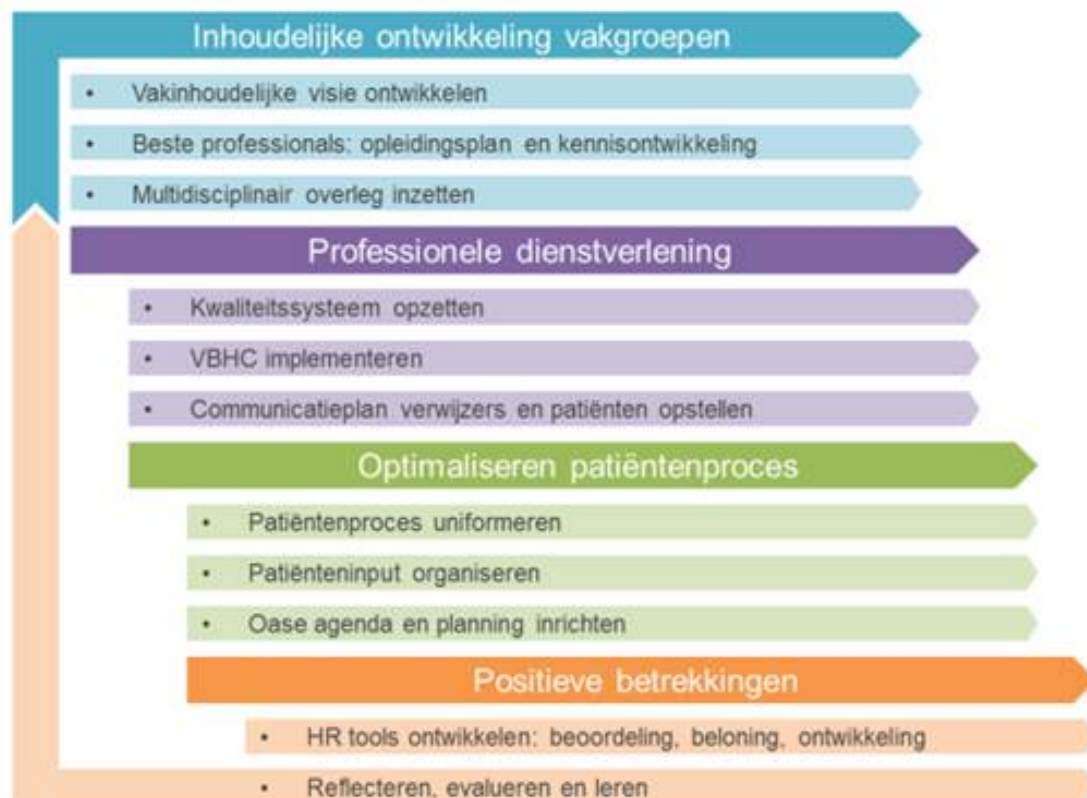 Inhoudelijke ontwikkeling vakgroepen
• Vakinhoudelijke visie ontwikkelen
• Beste professionals: opleidingsplan en kennisontwikkeling
• Multidisciplinair overleg inzetten
Professionele dienstverlening
• Kwaliteitssysteem opzetten
• VBHC implementeren
• Communicatieplan verwijzers en patiënten opstellen
Optimaliseren patiëntenproces
• Patiëntenproces uniformeren
• Patiënteninput organiseren
• Oase agenda en planning inrichten
Positieve betrekkingen
• HR tools ontwikkelen: beoordeling, beloning, ontwikkeling
• Reflecteren, evalueren en leren